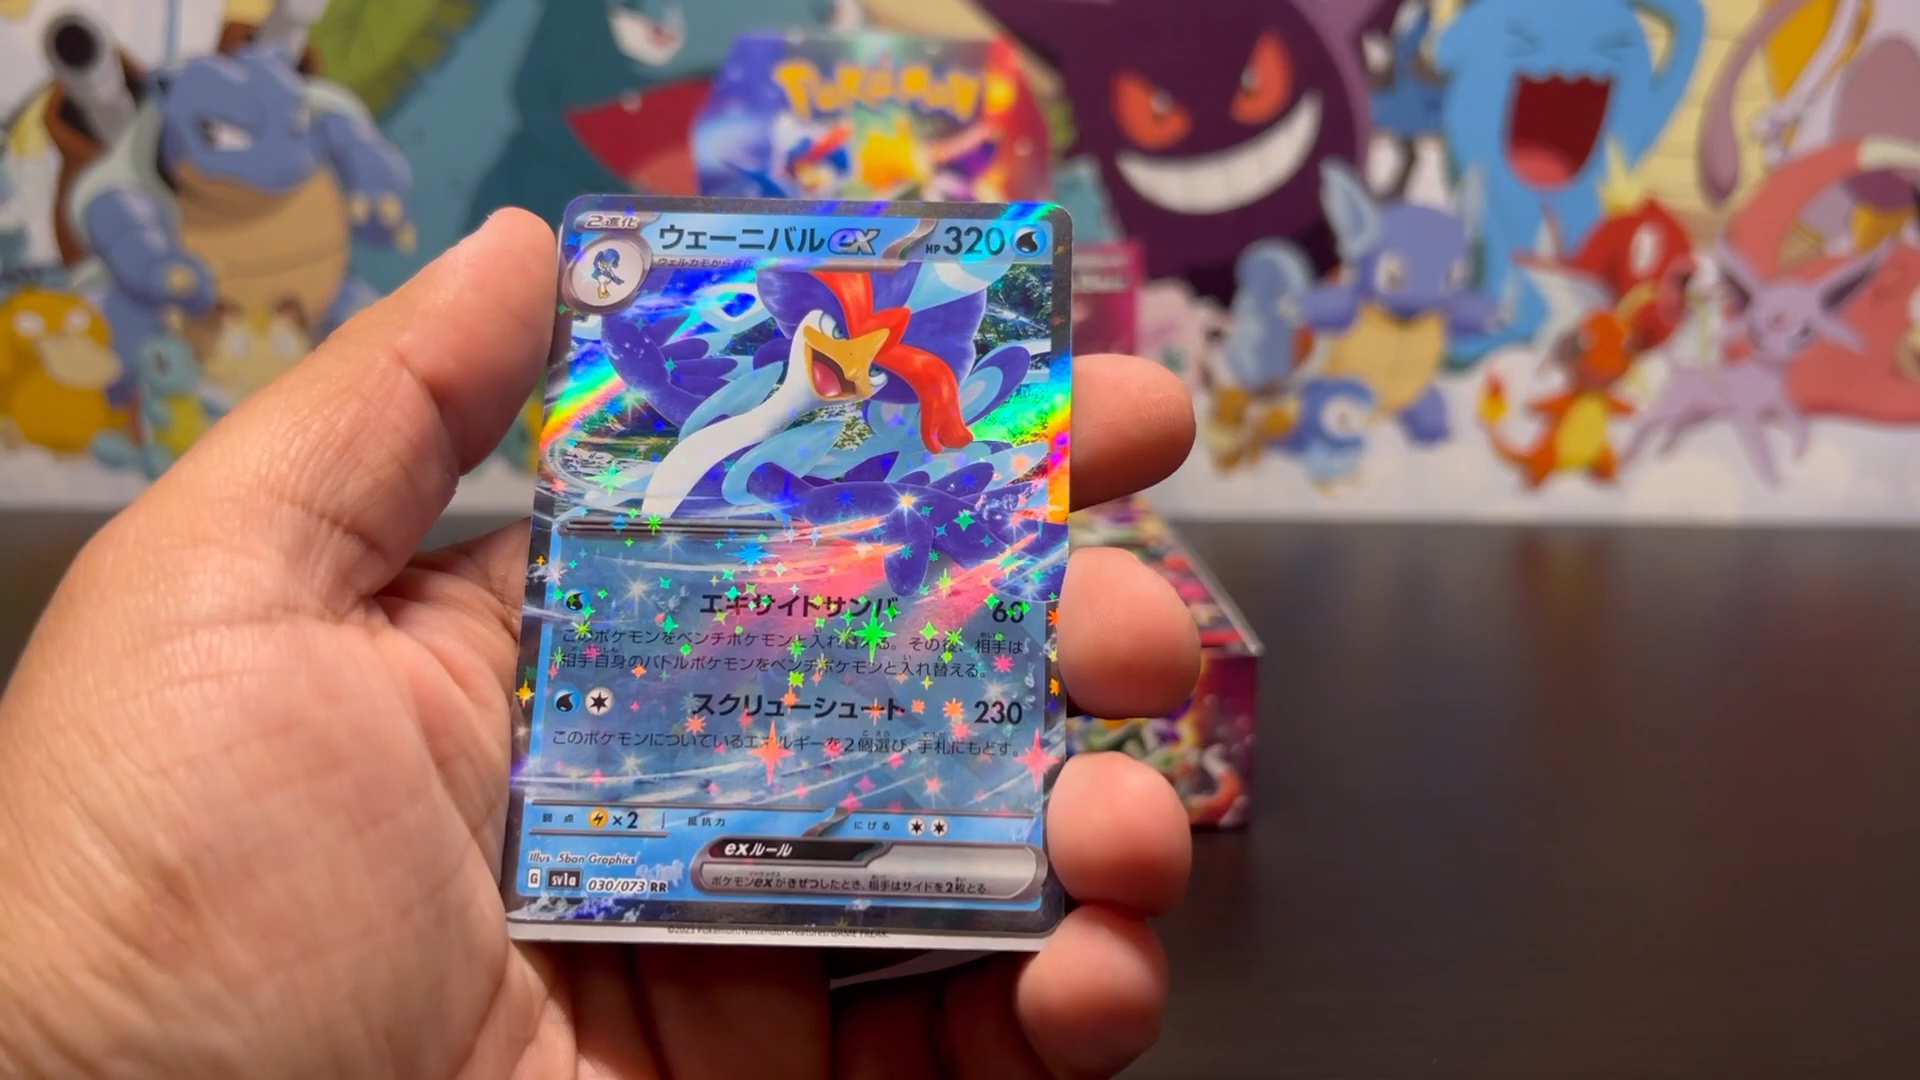 Pokémon
2進化
ウェーニバルex
HP320
ウェルカモから進化
エキサイトサンバ 60
このポケモンをベンチポケモンと入れ替える。その後、相手は
相手自身のバトルポケモンをベンチポケモンと入れ替える。
スクリューシュート 230
このポケモンについているエネルギーを2個選び、手札にもどす。
弱点 ×2 抵抗力 にげる
exルール
ポケモンexがきぜつしたとき、相手はサイドを2枚とる。
Illus. 5ban Graphics
G sv1a 030/073 RR
©2023 Pokémon/Nintendo/Creatures/GAME FREAK.